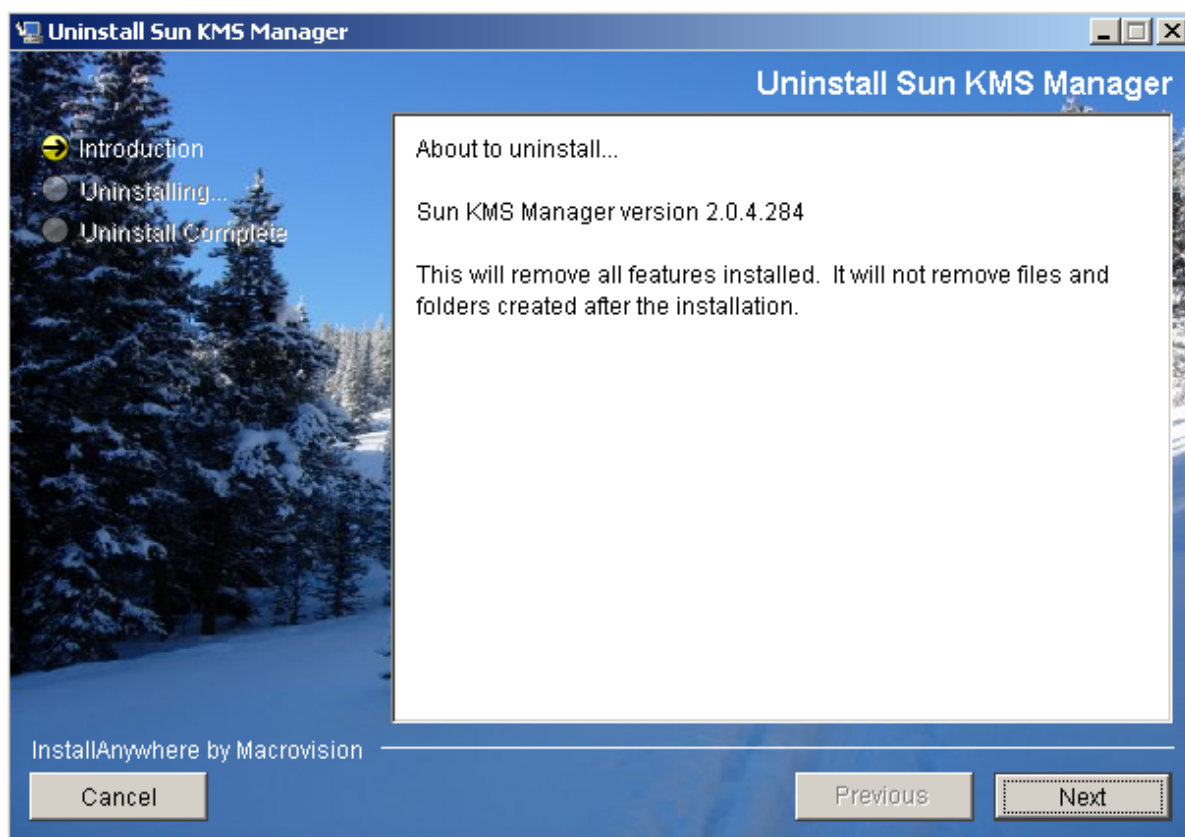 Uninstall Sun KMS Manager
Uninstall Sun KMS Manager
Introduction
Uninstalling...
Uninstall Complete
About to uninstall...
Sun KMS Manager version 2.0.4.284
This will remove all features installed.  It will not remove files and
folders created after the installation.
InstallAnywhere by Macrovision
Cancel
Previous
Next